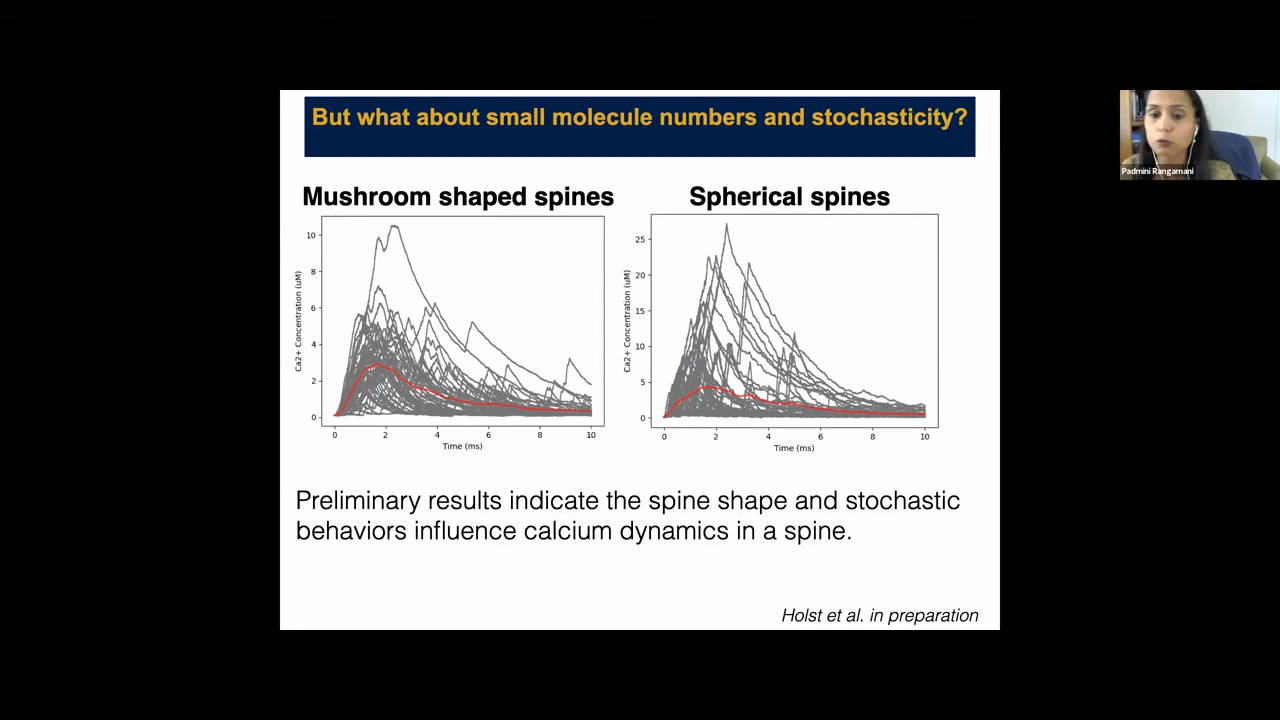 But what about small molecule numbers and stochasticity?
Padmini Rangamani
Mushroom shaped spines
Spherical spines
10
8
6
4
2
0
Ca2+ Concentration (uM)
0 2 4 6 8 10
Time (ms)
25
20
15
10
5
0
Ca2+ Concentration (uM)
0 2 4 6 8 10
Time (ms)
Preliminary results indicate the spine shape and stochastic
behaviors influence calcium dynamics in a spine.
Holst et al. in preparation